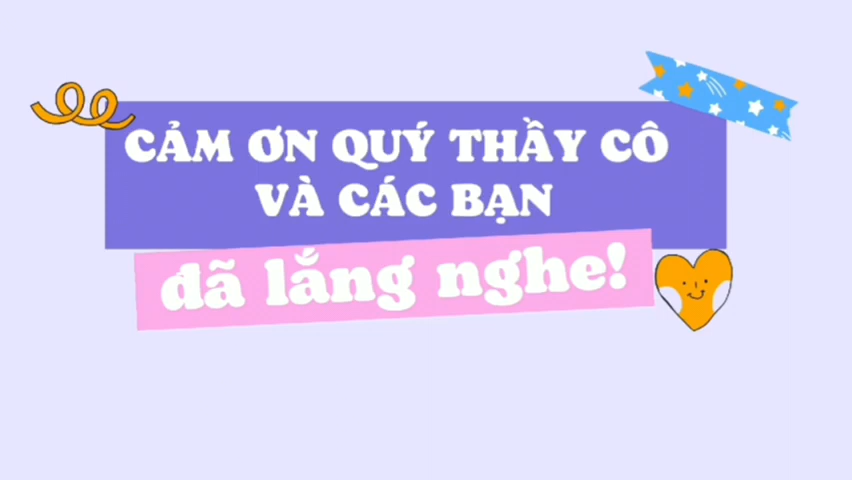 CẢM ƠN QUÝ THẦY CÔ
VÀ CÁC BẠN
đã lắng nghe!